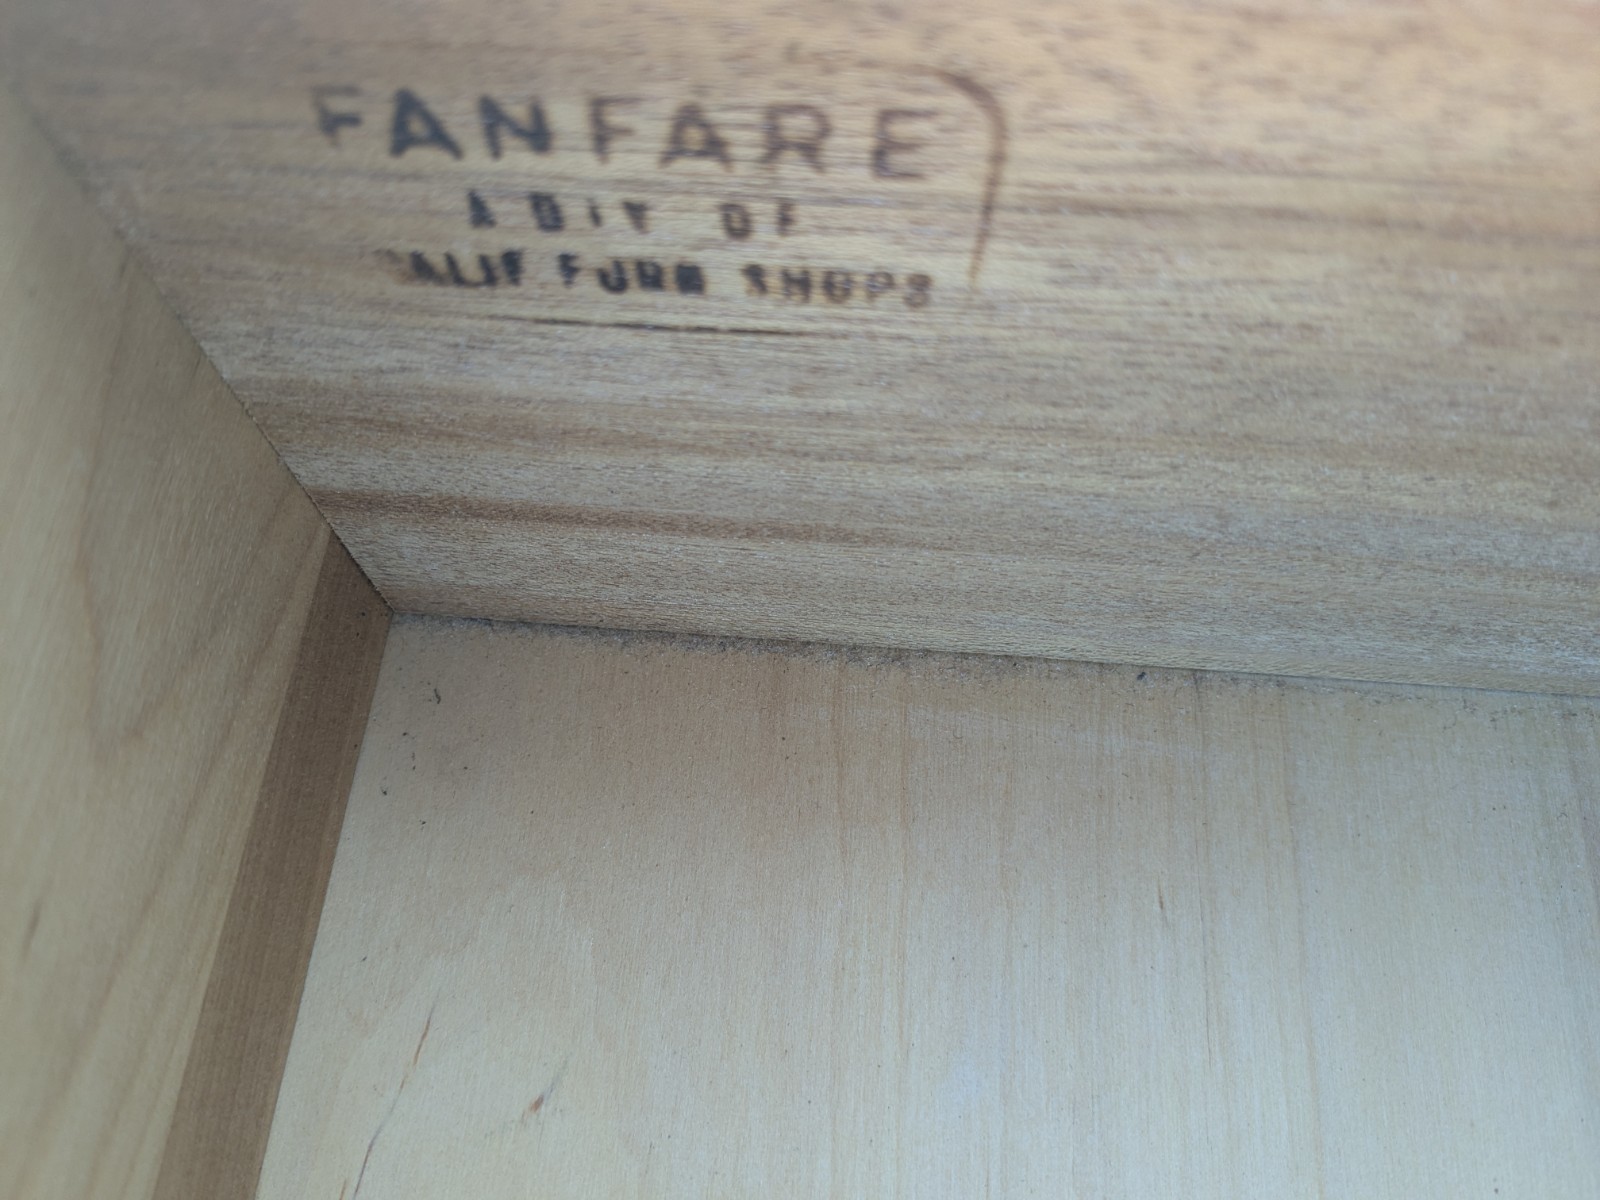 FANFARE
A DIV OF
CALIF FURN SHOPS